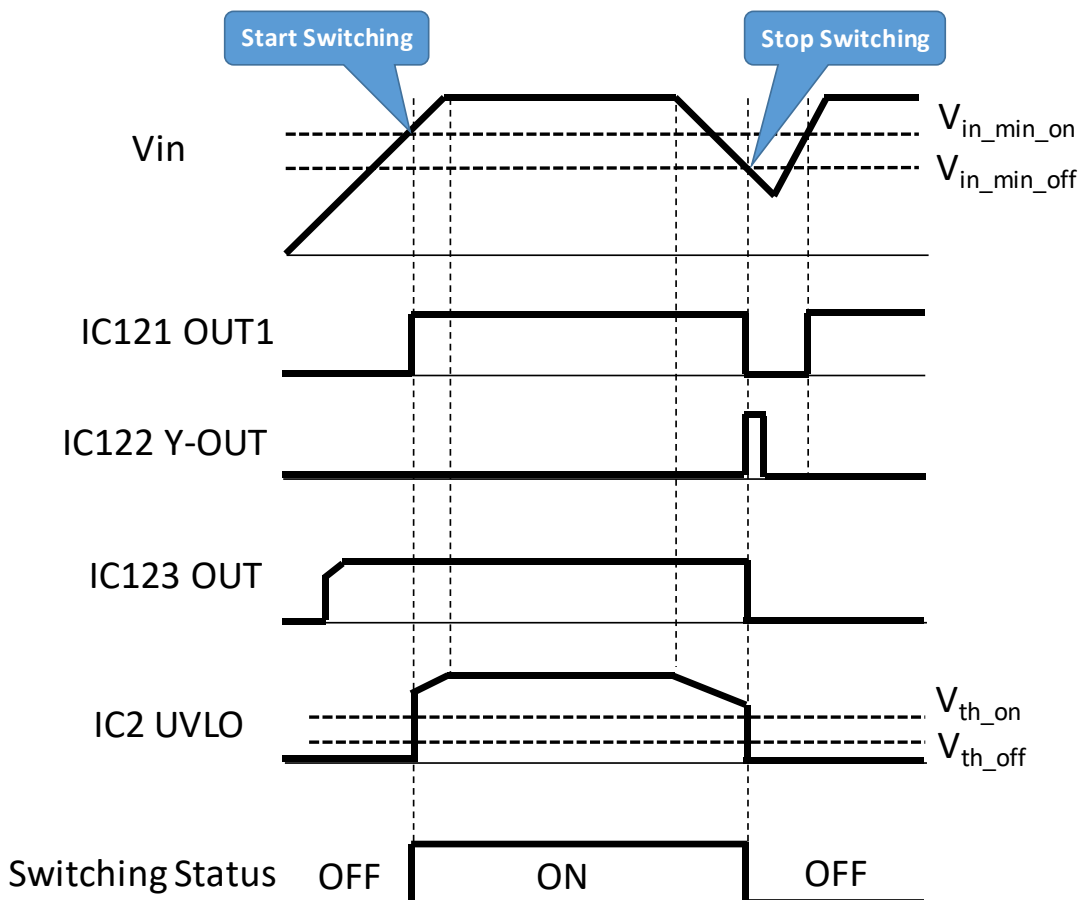 Start Switching
Stop Switching
Vin
V_in_min_on
V_in_min_off
IC121 OUT1
IC122 Y-OUT
IC123 OUT
IC2 UVLO
V_th_on
V_th_off
Switching Status OFF ON OFF